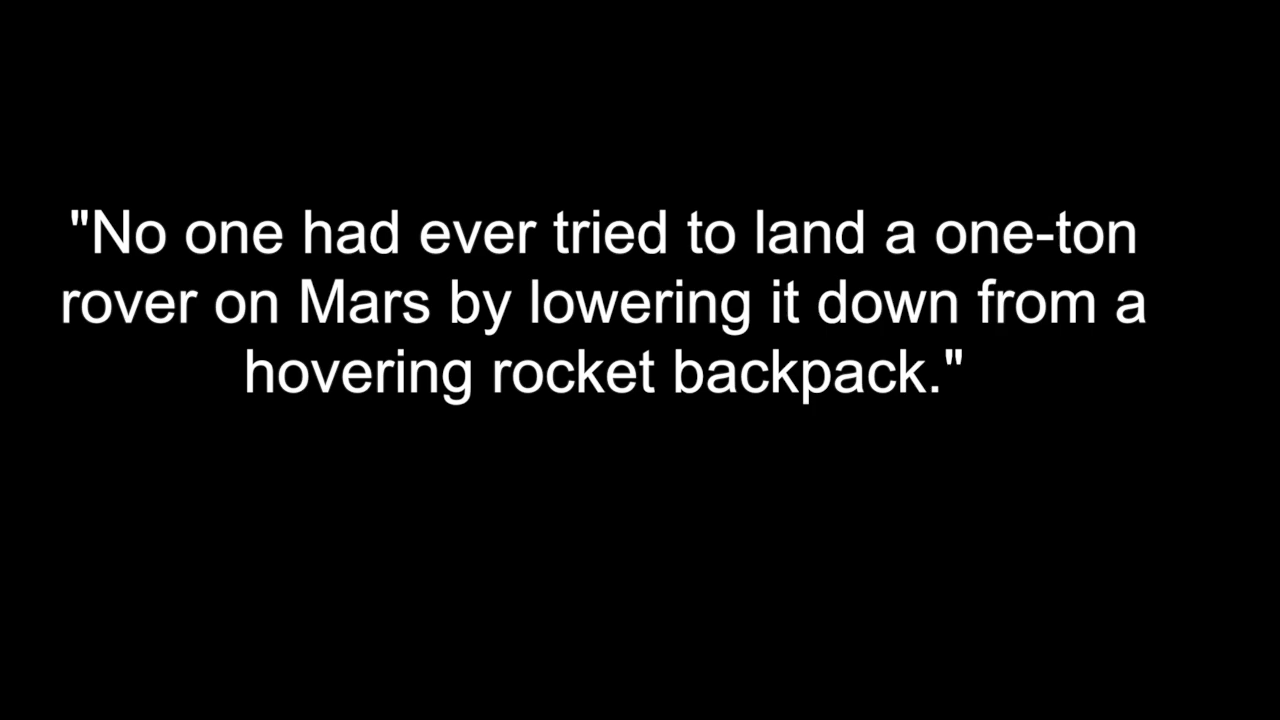 "No one had ever tried to land a one-ton
rover on Mars by lowering it down from a
hovering rocket backpack."